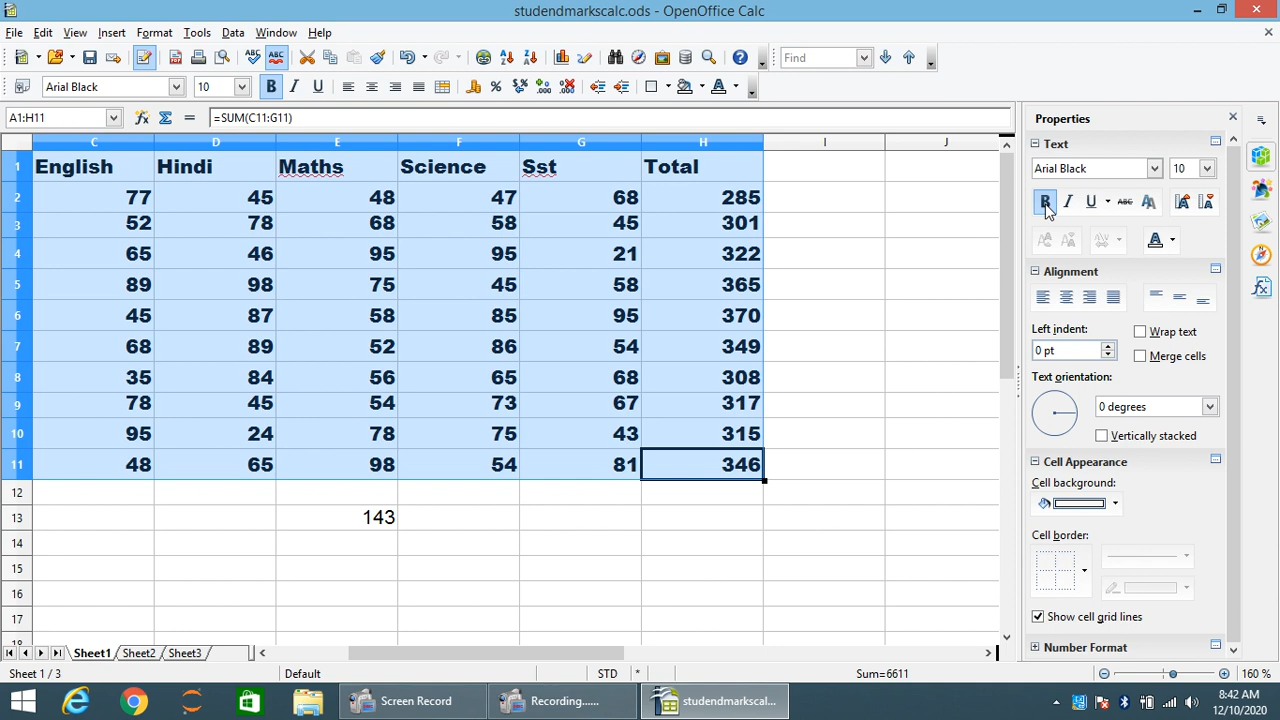 studendmarkscalc.ods - OpenOffice Calc
File Edit View Insert Format Tools Data Window Help
Find
Arial Black 10
A1:H11 =SUM(C11:G11)
C D E F G H I J
1 English Hindi Maths Science Sst Total
2 77 45 48 47 68 285
3 52 78 68 58 45 301
4 65 46 95 95 21 322
5 89 98 75 45 58 365
6 45 87 58 85 95 370
7 68 89 52 86 54 349
8 35 84 56 65 68 308
9 78 45 54 73 67 317
10 95 24 78 75 43 315
11 48 65 98 54 81 346
12
13 143
14
15
16
17
18
Properties
Text
Arial Black 10
Alignment
Left indent: Wrap text
0 pt Merge cells
Text orientation:
0 degrees
Vertically stacked
Cell Appearance
Cell background:
Cell border:
Show cell grid lines
Number Format
Sheet1 Sheet2 Sheet3
Sheet 1 / 3 Default STD * Sum=6611 160 %
Screen Record Recording...... studendmarkscal...
8:42 AM
12/10/2020